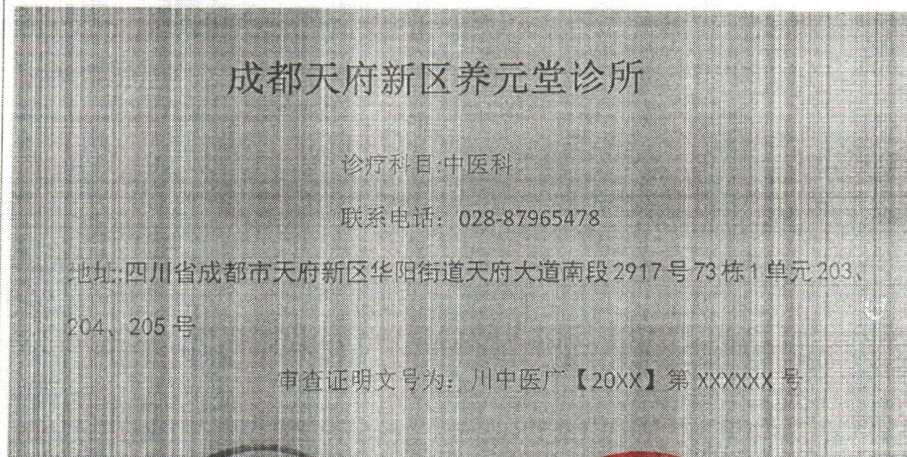 成都天府新区养元堂诊所
诊疗科目:中医科
联系电话：028-87965478
地址:四川省成都市天府新区华阳街道天府大道南段2917号73栋1单元203、
204、205号
审查证明文号为：川中医广【20XX】第XXXXXX号